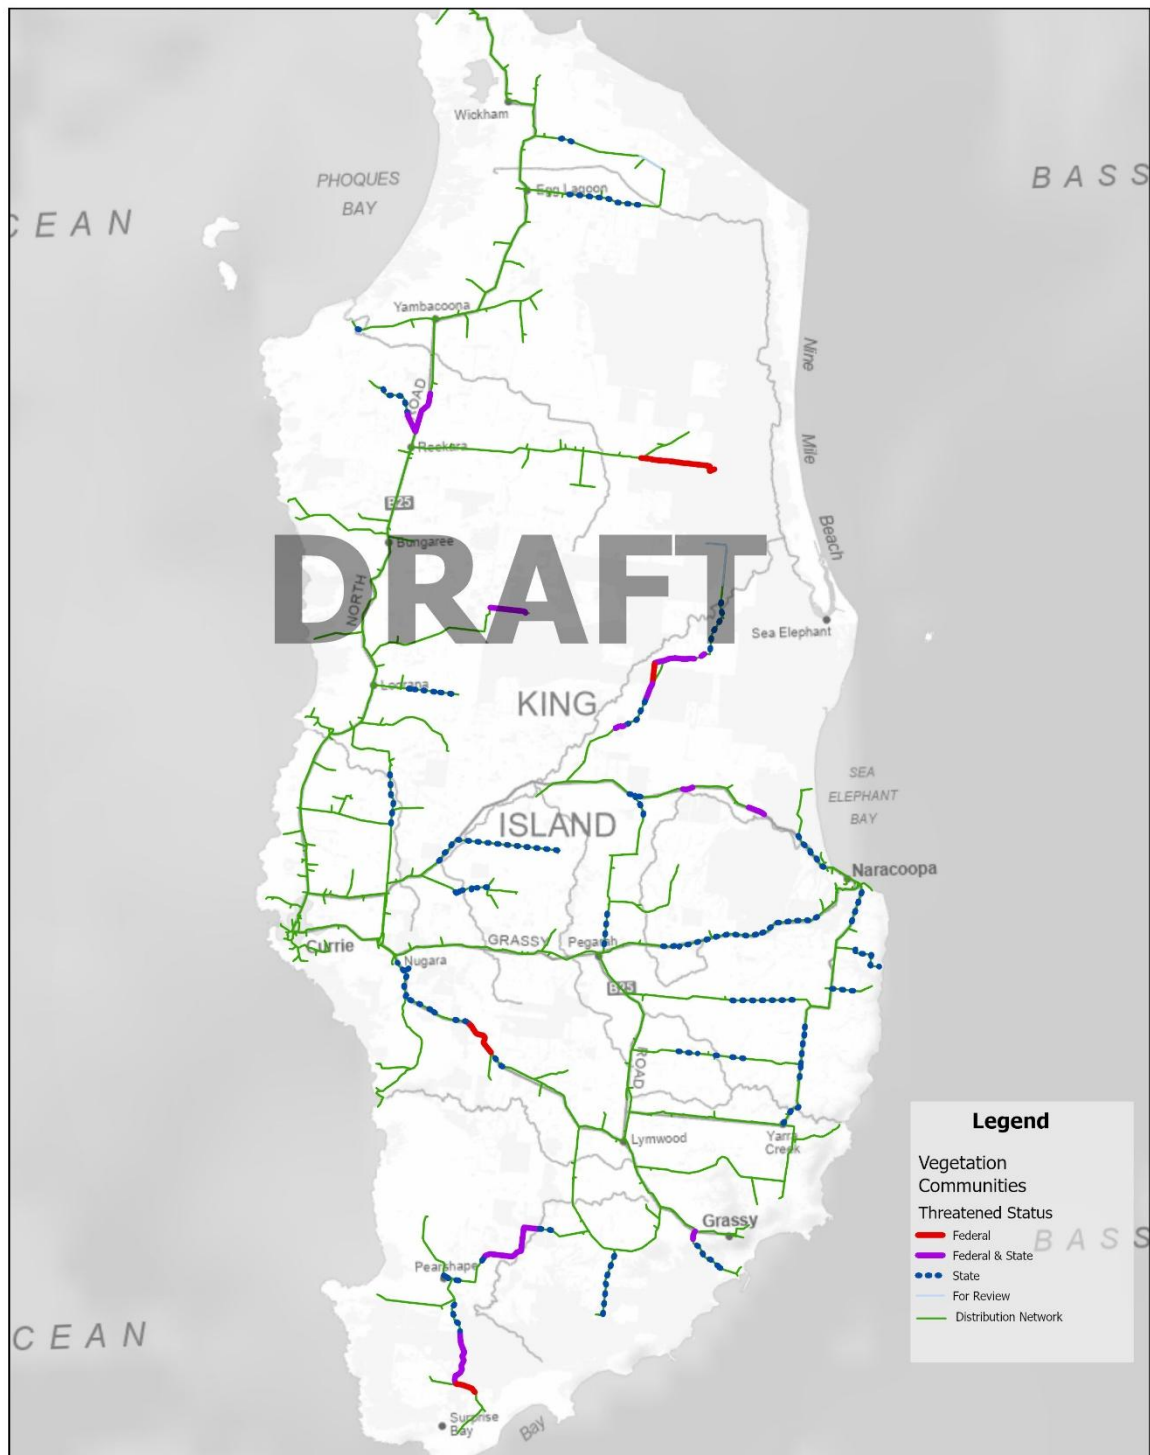 Wickham
PHOQUES
BAY
BASS
CEAN
Egg Lagoon
Yambacoona
Nine
ROAD
Mile
Reekara
B25
Beach
DRAFT
Bungaree
NORTH
Sea Elephant
Loorana
KING
SEA
ELEPHANT
BAY
ISLAND
Naracoopa
GRASSY
Pegarah
Currie
Nugara
B25
ROAD
Legend
Lymwood
Yarra
Creek
Vegetation
Communities
Threatened Status
Grassy
Federal
BASS
Federal & State
Pearshape
State
For Review
Distribution Network
CEAN
Surprise
Bay
Bay